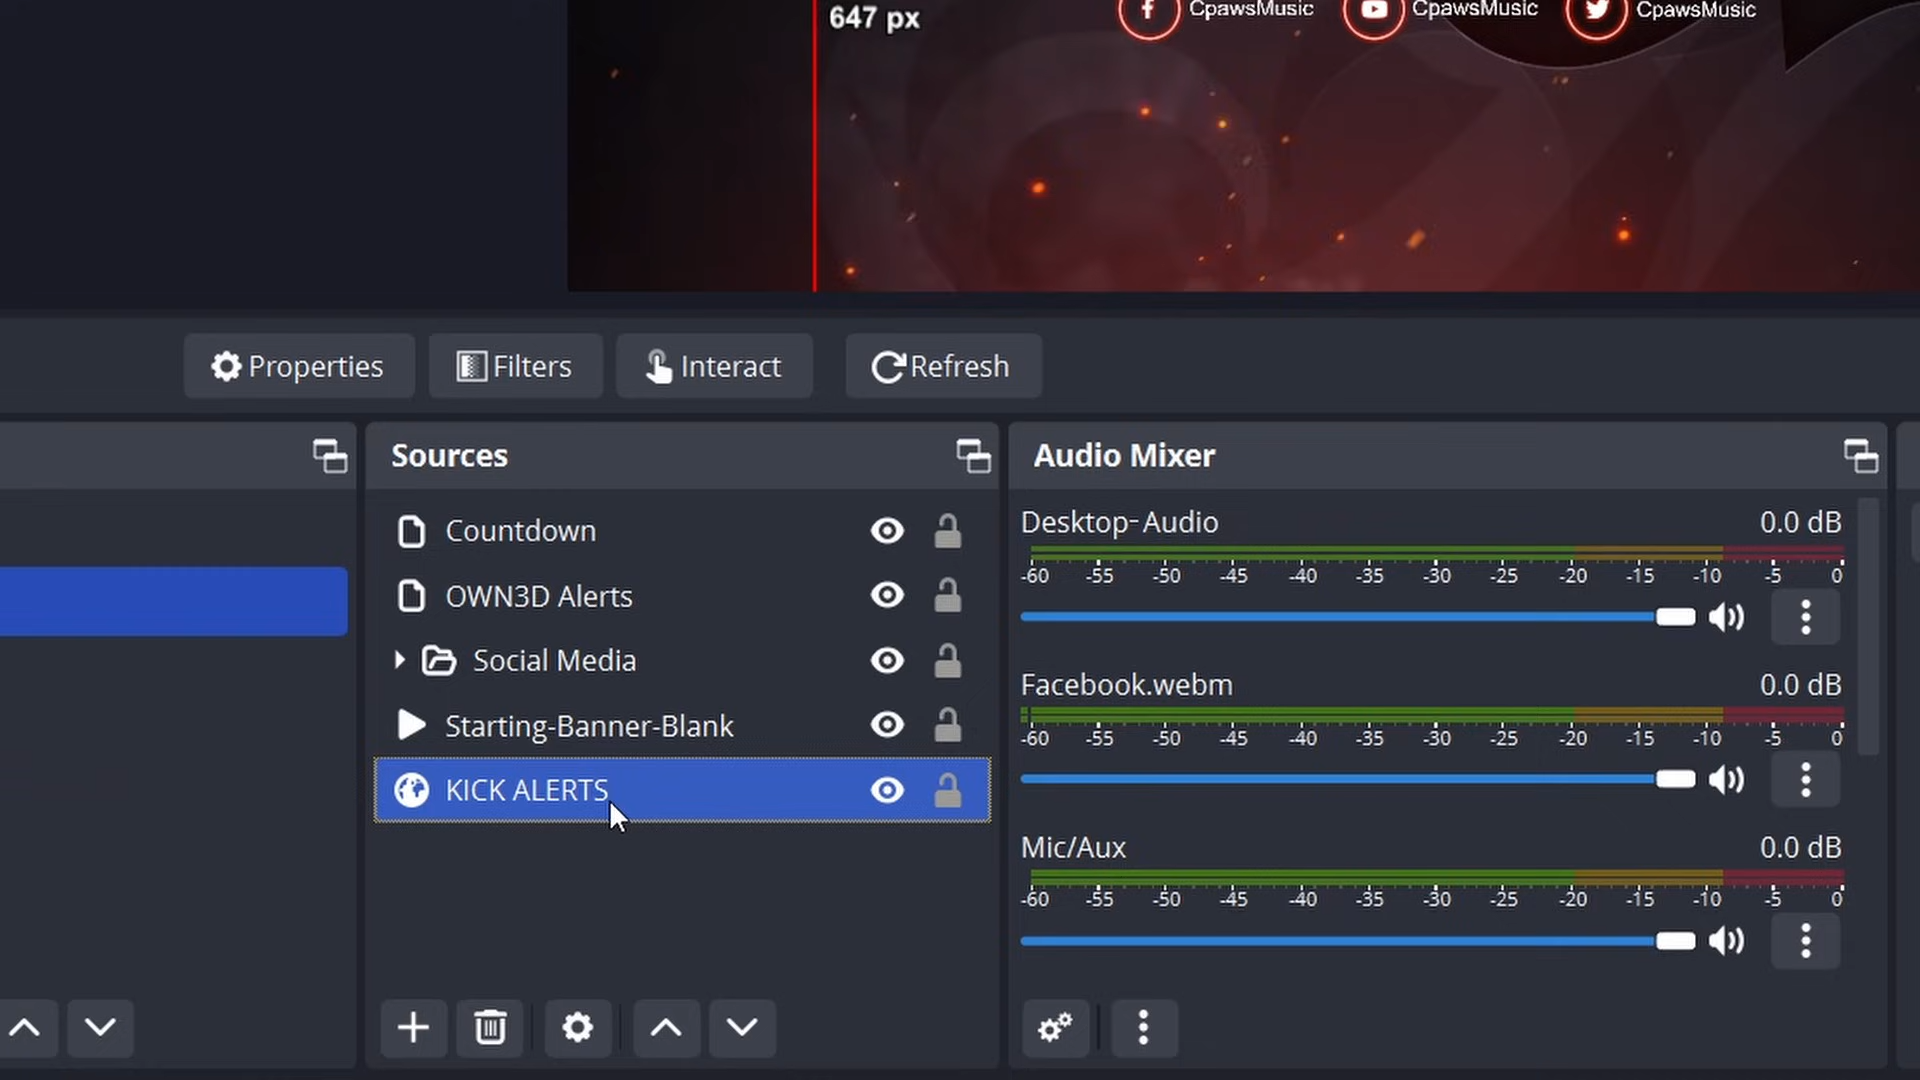 647 px
CpawsMusic CpawsMusic CpawsMusic
Properties Filters Interact Refresh
Sources
Countdown
OWN3D Alerts
Social Media
Starting-Banner-Blank
KICK ALERTS
Audio Mixer
Desktop-Audio 0.0 dB
-60 -55 -50 -45 -40 -35 -30 -25 -20 -15 -10 -5 0
Facebook.webm 0.0 dB
-60 -55 -50 -45 -40 -35 -30 -25 -20 -15 -10 -5 0
Mic/Aux 0.0 dB
-60 -55 -50 -45 -40 -35 -30 -25 -20 -15 -10 -5 0